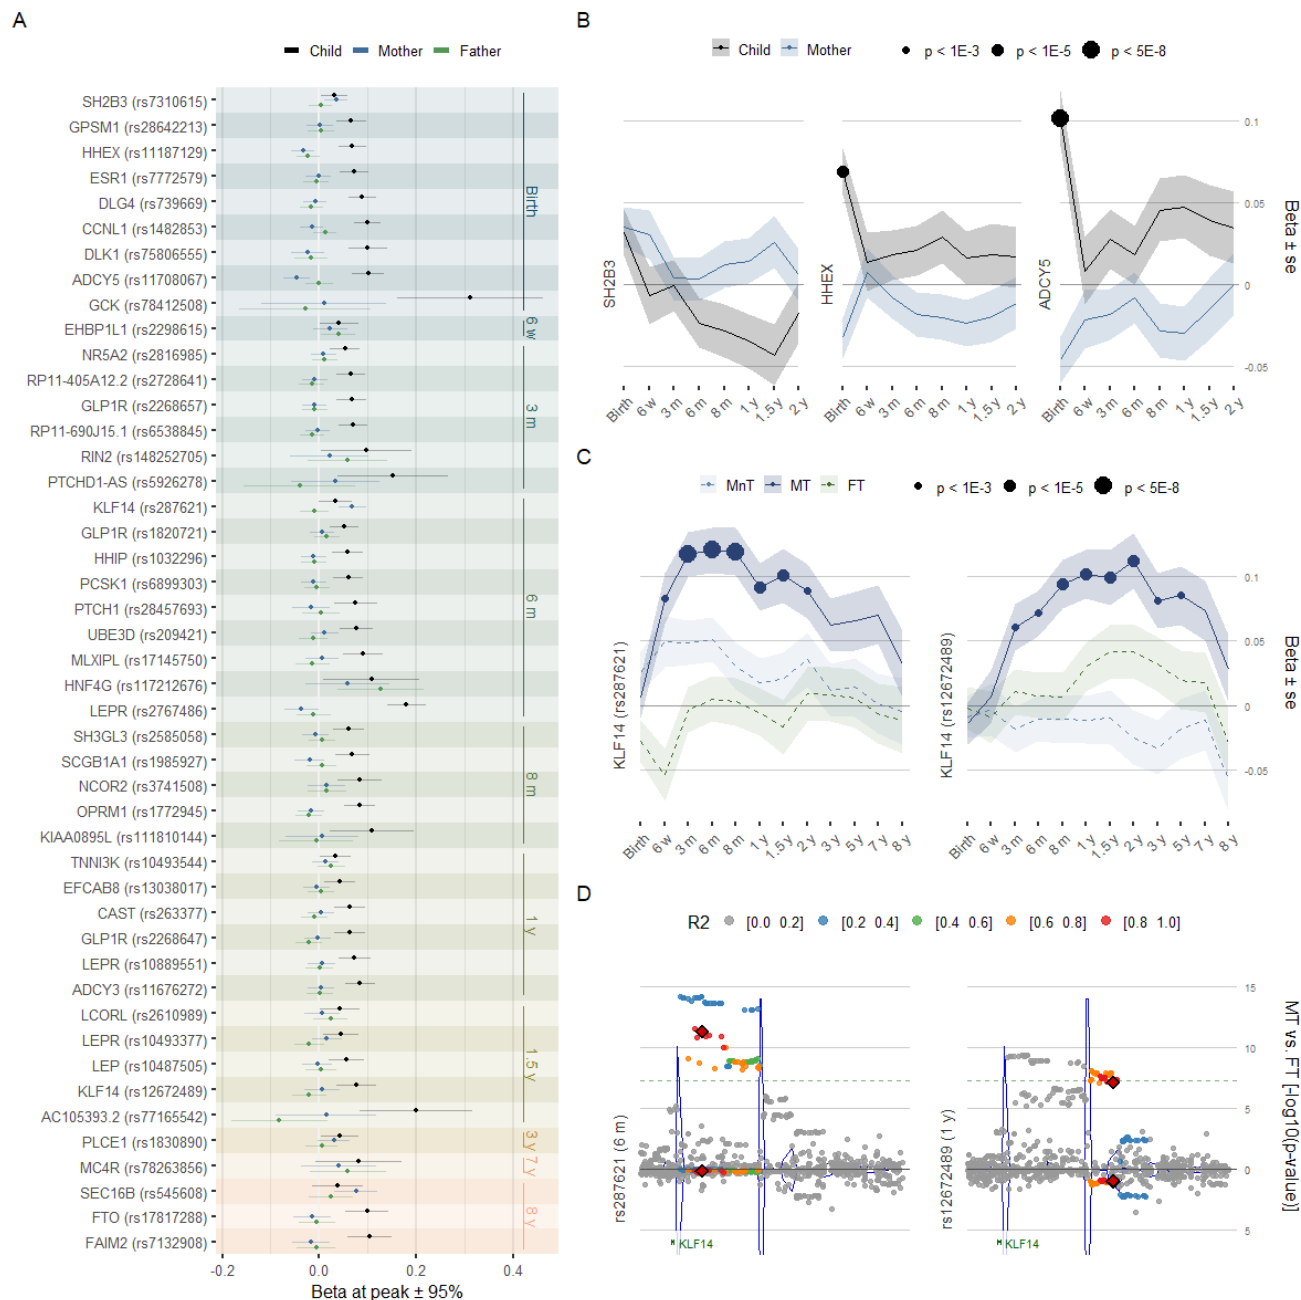 A
Child Mother Father
SH2B3 (rs7310615)
GPSM1 (rs28642213)
HHEX (rs11187129)
ESR1 (rs7772579)
DLG4 (rs739669)
CCNL1 (rs1482853)
DLK1 (rs75806555)
ADCY5 (rs11708067)
GCK (rs78412508)
EHBP1L1 (rs2298615)
NR5A2 (rs2816985)
RP11-405A12.2 (rs2728641)
GLP1R (rs2268657)
RP11-690J15.1 (rs6538845)
RIN2 (rs148252705)
PTCHD1-AS (rs5926278)
KLF14 (rs287621)
GLP1R (rs1820721)
HHIP (rs1032296)
PCSK1 (rs6899303)
PTCH1 (rs28457693)
UBE3D (rs209421)
MLXIPL (rs17145750)
HNF4G (rs117212676)
LEPR (rs2767486)
SH3GL3 (rs2585058)
SCGB1A1 (rs1985927)
NCOR2 (rs3741508)
OPRM1 (rs1772945)
KIAA0895L (rs111810144)
TNNI3K (rs10493544)
EFCAB8 (rs13038017)
CAST (rs263377)
GLP1R (rs2268647)
LEPR (rs10889551)
ADCY3 (rs11676272)
LCORL (rs2610989)
LEPR (rs10493377)
LEP (rs10487505)
KLF14 (rs12672489)
AC105393.2 (rs77165542)
PLCE1 (rs1830890)
MC4R (rs78263856)
SEC16B (rs545608)
FTO (rs17817288)
FAIM2 (rs7132908)
Birth
6 w
3 m
6 m
8 m
1 y
1.5 y
3 y
7 y
8 y
-0.2 0.0 0.2 0.4
Beta at peak ± 95%
B
Child Mother p < 1E-3 p < 1E-5 p < 5E-8
SH2B3
HHEX
ADCY5
0.1
0.05
0
-0.05
Beta ± se
Birth 6 w 3 m 6 m 8 m 1 y 1.5 y 2 y
Birth 6 w 3 m 6 m 8 m 1 y 1.5 y 2 y
Birth 6 w 3 m 6 m 8 m 1 y 1.5 y 2 y
C
MnT MT FT p < 1E-3 p < 1E-5 p < 5E-8
KLF14 (rs287621)
KLF14 (rs12672489)
0.1
0.05
0
-0.05
Beta ± se
Birth 6 w 3 m 6 m 8 m 1 y 1.5 y 2 y 3 y 5 y 7 y 8 y
Birth 6 w 3 m 6 m 8 m 1 y 1.5 y 2 y 3 y 5 y 7 y 8 y
D
R2 [0.0 0.2] [0.2 0.4] [0.4 0.6] [0.6 0.8] [0.8 1.0]
rs287621 (6 m)
rs12672489 (1 y)
15
10
5
0
5
MT vs. FT [-log10(p-value)]
KLF14
KLF14